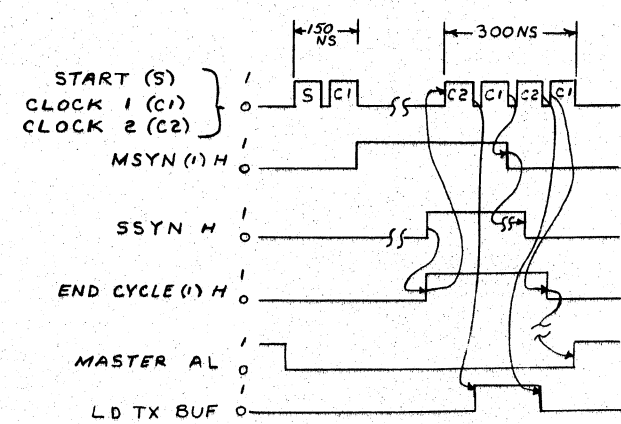 150 NS
300NS
START (S)
CLOCK 1 (C1)
CLOCK 2 (C2)
1
0
S
C1
C2
C1
C2
C1
MSYN (1) H
1
0
SSYN H
1
0
END CYCLE (1) H
1
0
MASTER AL
1
0
LD TX BUF
1
0